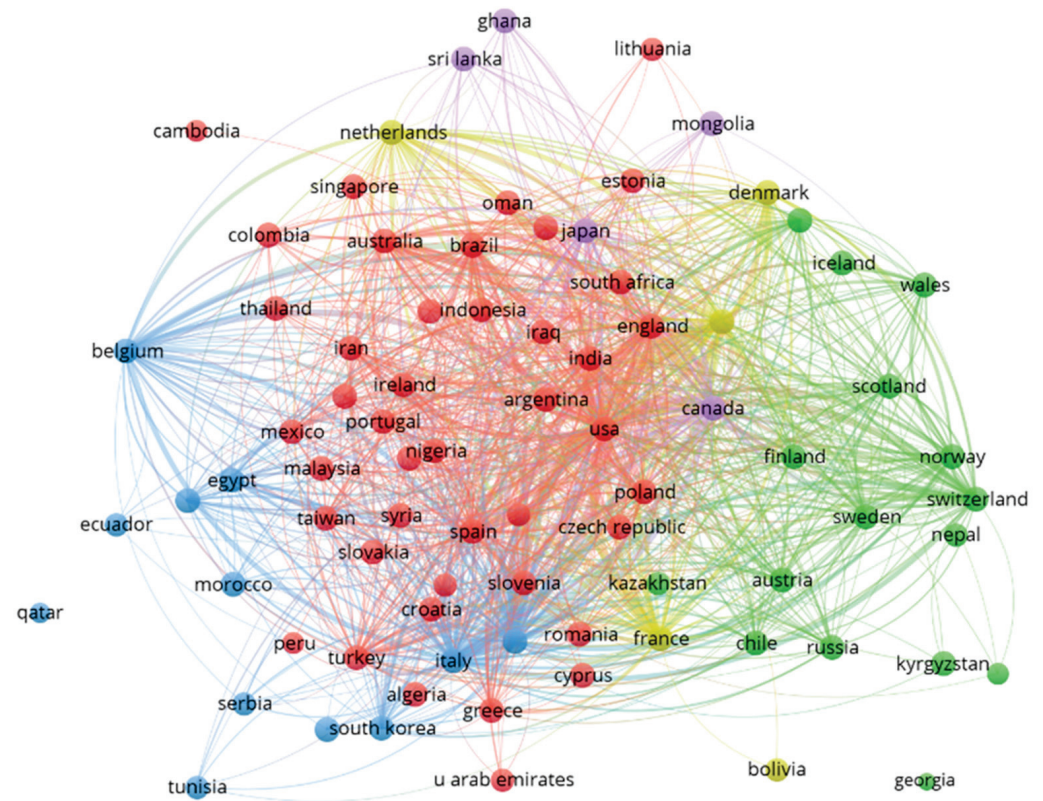 ghana
lithuania
sri lanka
mongolia
cambodia
netherlands
singapore
estonia
denmark
oman
colombia
australia
brazil
japan
iceland
south africa
wales
thailand
indonesia
iraq
england
belgium
iran
india
ireland
scotland
argentina
canada
portugal
mexico
usa
nigeria
finland
norway
malaysia
egypt
poland
switzerland
ecuador
taiwan
syria
spain
czech republic
sweden
nepal
slovakia
morocco
slovenia
kazakhstan
austria
qatar
croatia
romania
france
peru
turkey
italy
chile
russia
kyrgyzstan
cyprus
serbia
algeria
greece
south korea
tunisia
u arab emirates
bolivia
georgia